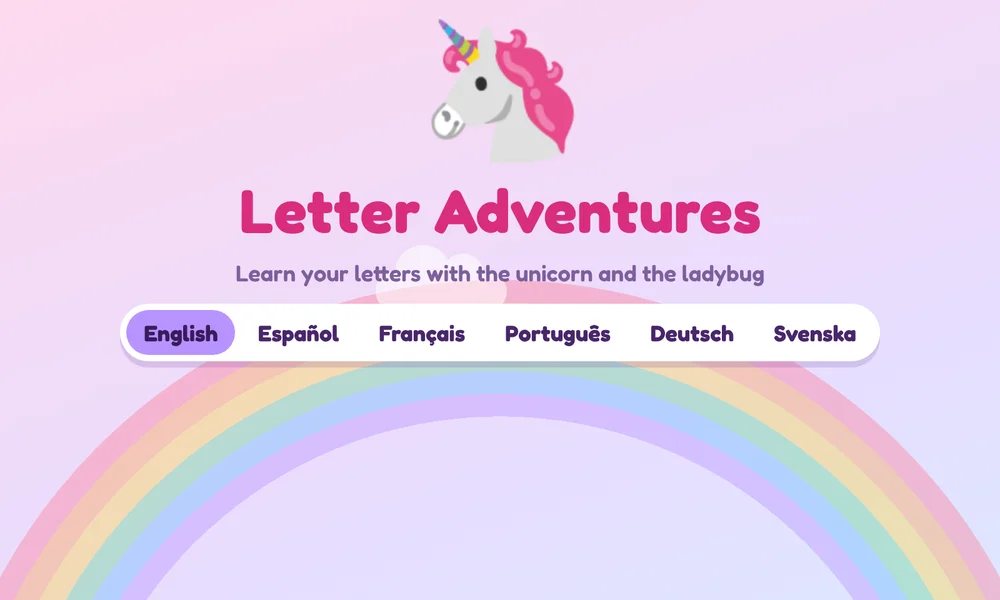 Letter Adventures
Learn your letters with the unicorn and the ladybug
English Español Français Português Deutsch Svenska